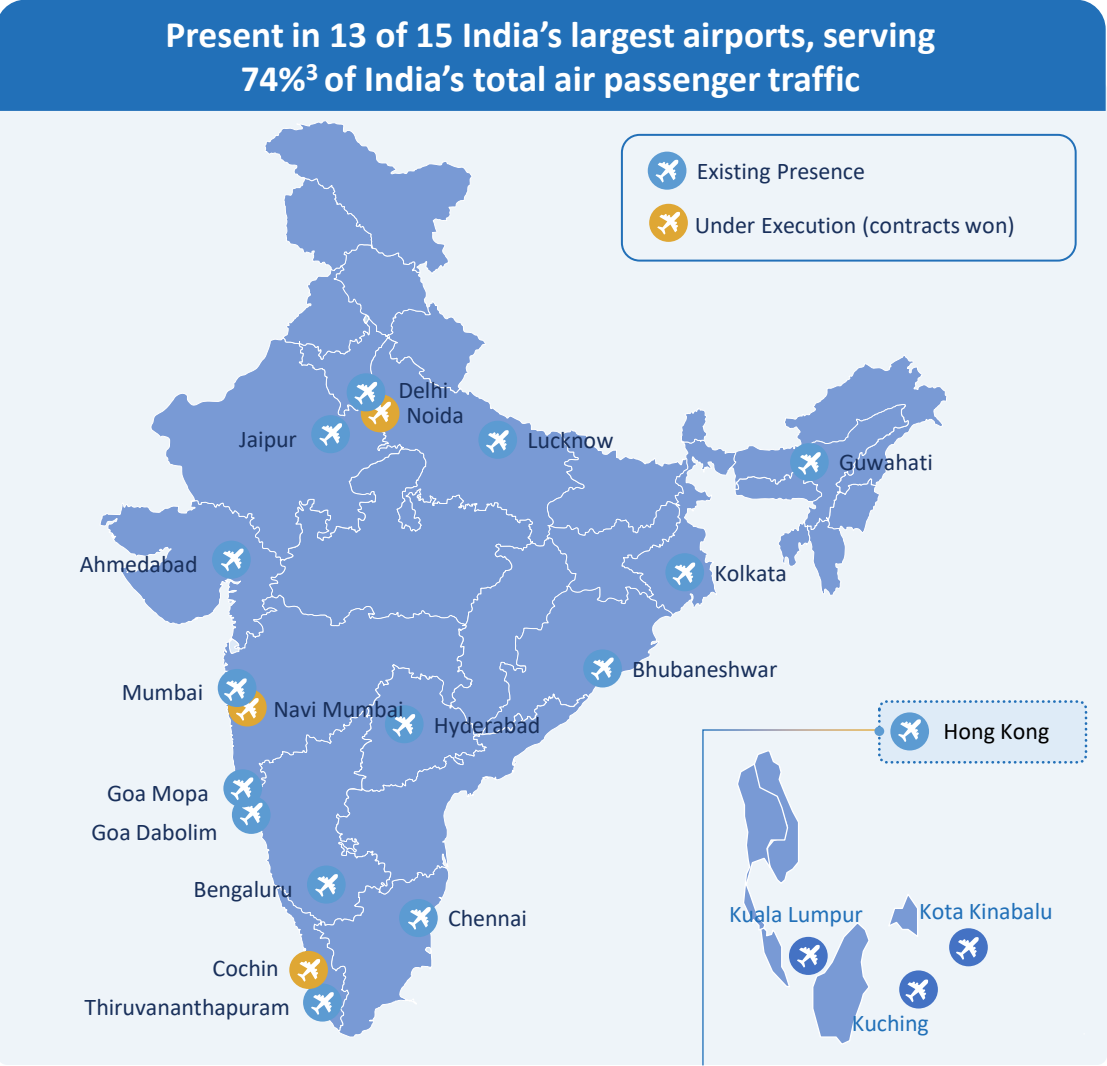 Present in 13 of 15 India’s largest airports, serving
74%3 of India’s total air passenger traffic
Existing Presence
Under Execution (contracts won)
Delhi
Noida
Jaipur
Lucknow
Guwahati
Ahmedabad
Kolkata
Bhubaneshwar
Mumbai
Navi Mumbai
Hyderabad
Hong Kong
Goa Mopa
Goa Dabolim
Bengaluru
Chennai
Kuala Lumpur
Kota Kinabalu
Cochin
Thiruvananthapuram
Kuching